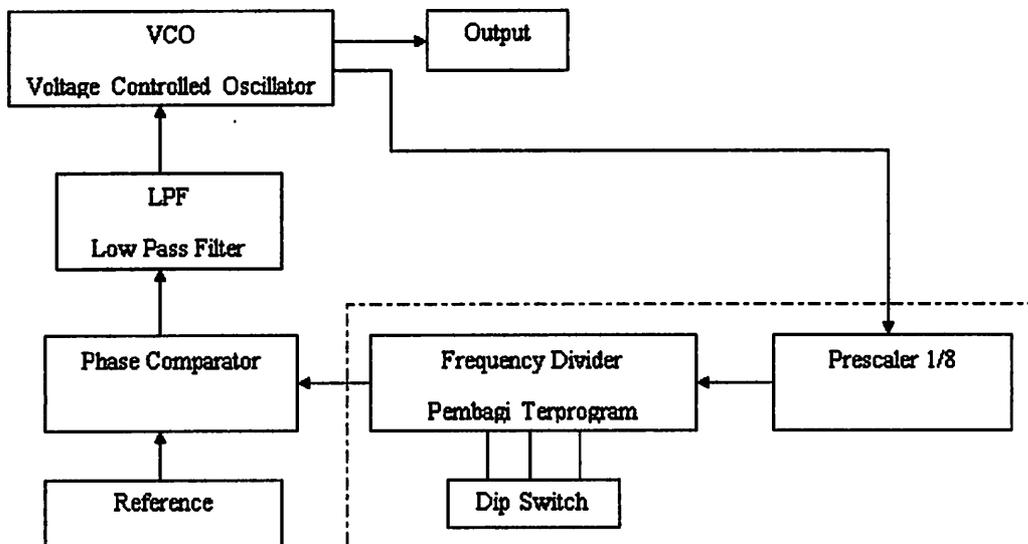 VCO
Voltage Controlled Oscillator
Output
LPF
Low Pass Filter
Phase Comparator
Frequency Divider
Pembagi Terprogram
Prescaler 1/8
Reference
Dip Switch